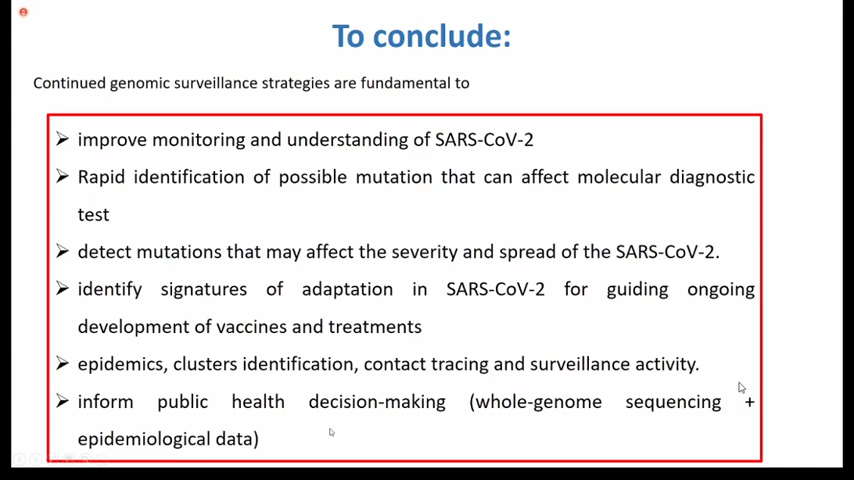 To conclude:
Continued genomic surveillance strategies are fundamental to
improve monitoring and understanding of SARS-CoV-2
Rapid identification of possible mutation that can affect molecular diagnostic
test
detect mutations that may affect the severity and spread of the SARS-CoV-2.
identify signatures of adaptation in SARS-CoV-2 for guiding ongoing
development of vaccines and treatments
epidemics, clusters identification, contact tracing and surveillance activity.
inform public health decision-making (whole-genome sequencing +
epidemiological data)